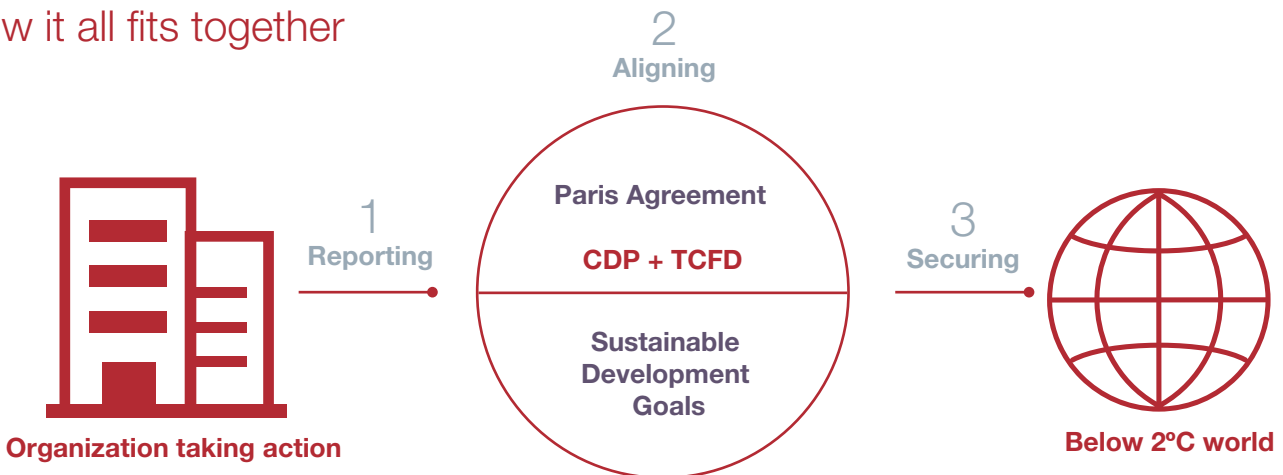 w it all fits together
2
Aligning
Paris Agreement
CDP + TCFD
Sustainable
Development
Goals
1
Reporting
3
Securing
Organization taking action
Below 2ºC world